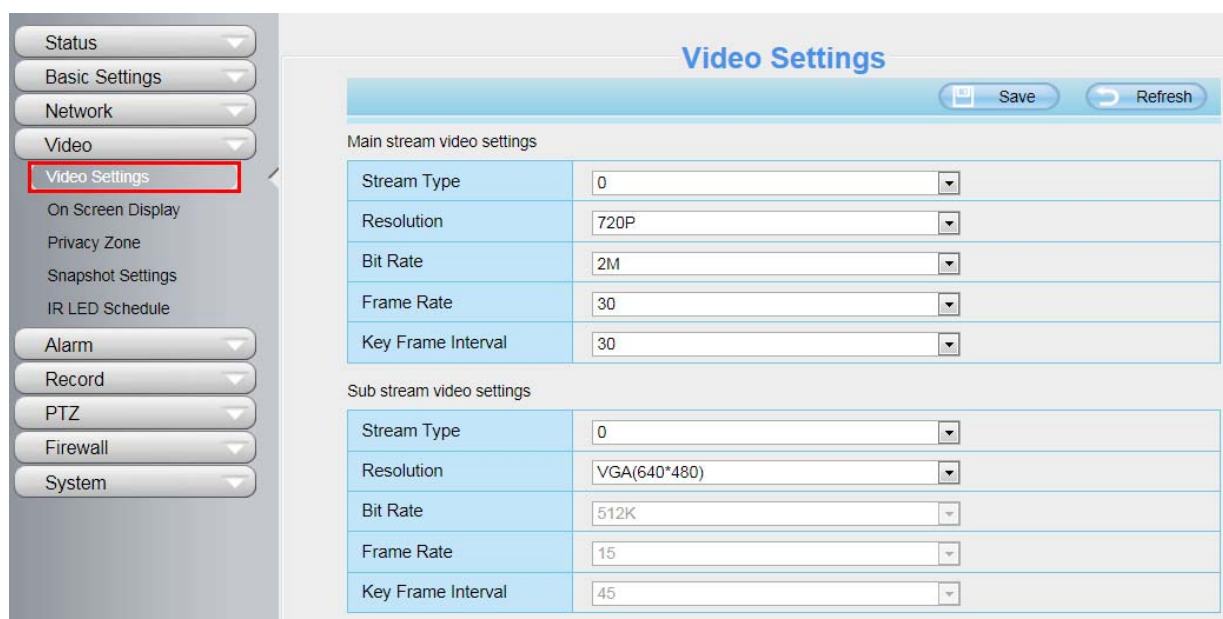 Status
Basic Settings
Network
Video
Video Settings
On Screen Display
Privacy Zone
Snapshot Settings
IR LED Schedule
Alarm
Record
PTZ
Firewall
System
Video Settings
Save Refresh
Main stream video settings
Stream Type 0
Resolution 720P
Bit Rate 2M
Frame Rate 30
Key Frame Interval 30
Sub stream video settings
Stream Type 0
Resolution VGA(640*480)
Bit Rate 512K
Frame Rate 15
Key Frame Interval 45